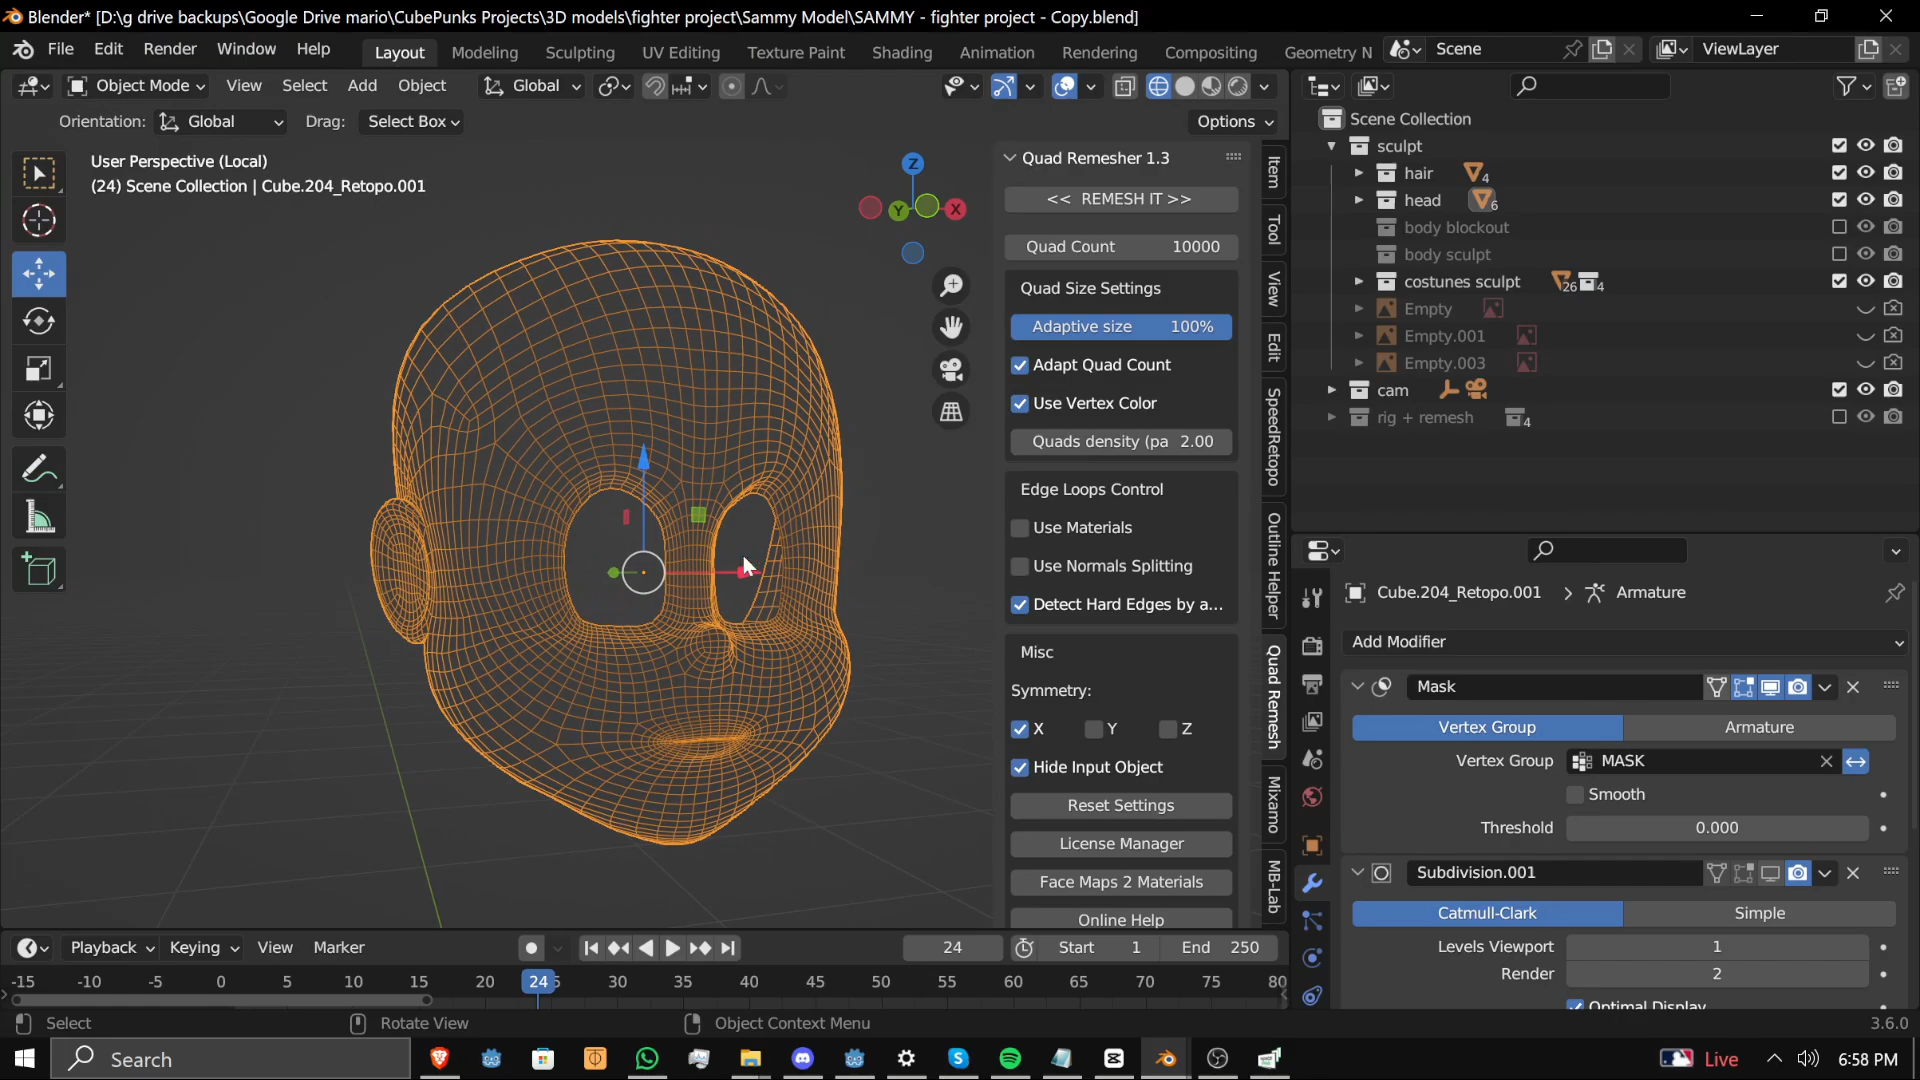 Blender* [D:\g drive backups\Google Drive mario\CubePunks Projects\3D models\fighter project\Sammy Model\SAMMY - fighter project - Copy.blend]
File Edit Render Window Help Layout Modeling Sculpting UV Editing Texture Paint Shading Animation Rendering Compositing Geometry N Scene ViewLayer
Object Mode View Select Add Object Global
Orientation: Global Drag: Select Box Options
User Perspective (Local)
(24) Scene Collection | Cube.204_Retopo.001
Z
Y
X
Quad Remesher 1.3
<< REMESH IT >>
Quad Count 10000
Quad Size Settings
Adaptive size 100%
Adapt Quad Count
Use Vertex Color
Quads density (pa 2.00
Edge Loops Control
Use Materials
Use Normals Splitting
Detect Hard Edges by a...
Misc
Symmetry:
X Y Z
Hide Input Object
Reset Settings
License Manager
Face Maps 2 Materials
Online Help
Item
Tool
View
Edit
SpeedRetopo
Outline Helper
Quad Remesh
Mixamo
MB-Lab
Scene Collection
sculpt
hair 4
head 6
body blockout
body sculpt
costunes sculpt 26 4
Empty
Empty.001
Empty.003
cam
rig + remesh 4
Cube.204_Retopo.001 Armature
Add Modifier
Mask
Vertex Group Armature
Vertex Group MASK
Smooth
Threshold 0.000
Subdivision.001
Catmull-Clark Simple
Levels Viewport 1
Render 2
Optimal Display
Playback Keying View Marker 24 Start 1 End 250
-15 -10 -5 0 5 10 15 20 24 30 35 40 45 50 55 60 65 70 75 80
Select Rotate View Object Context Menu 3.6.0
Search Live 6:58 PM